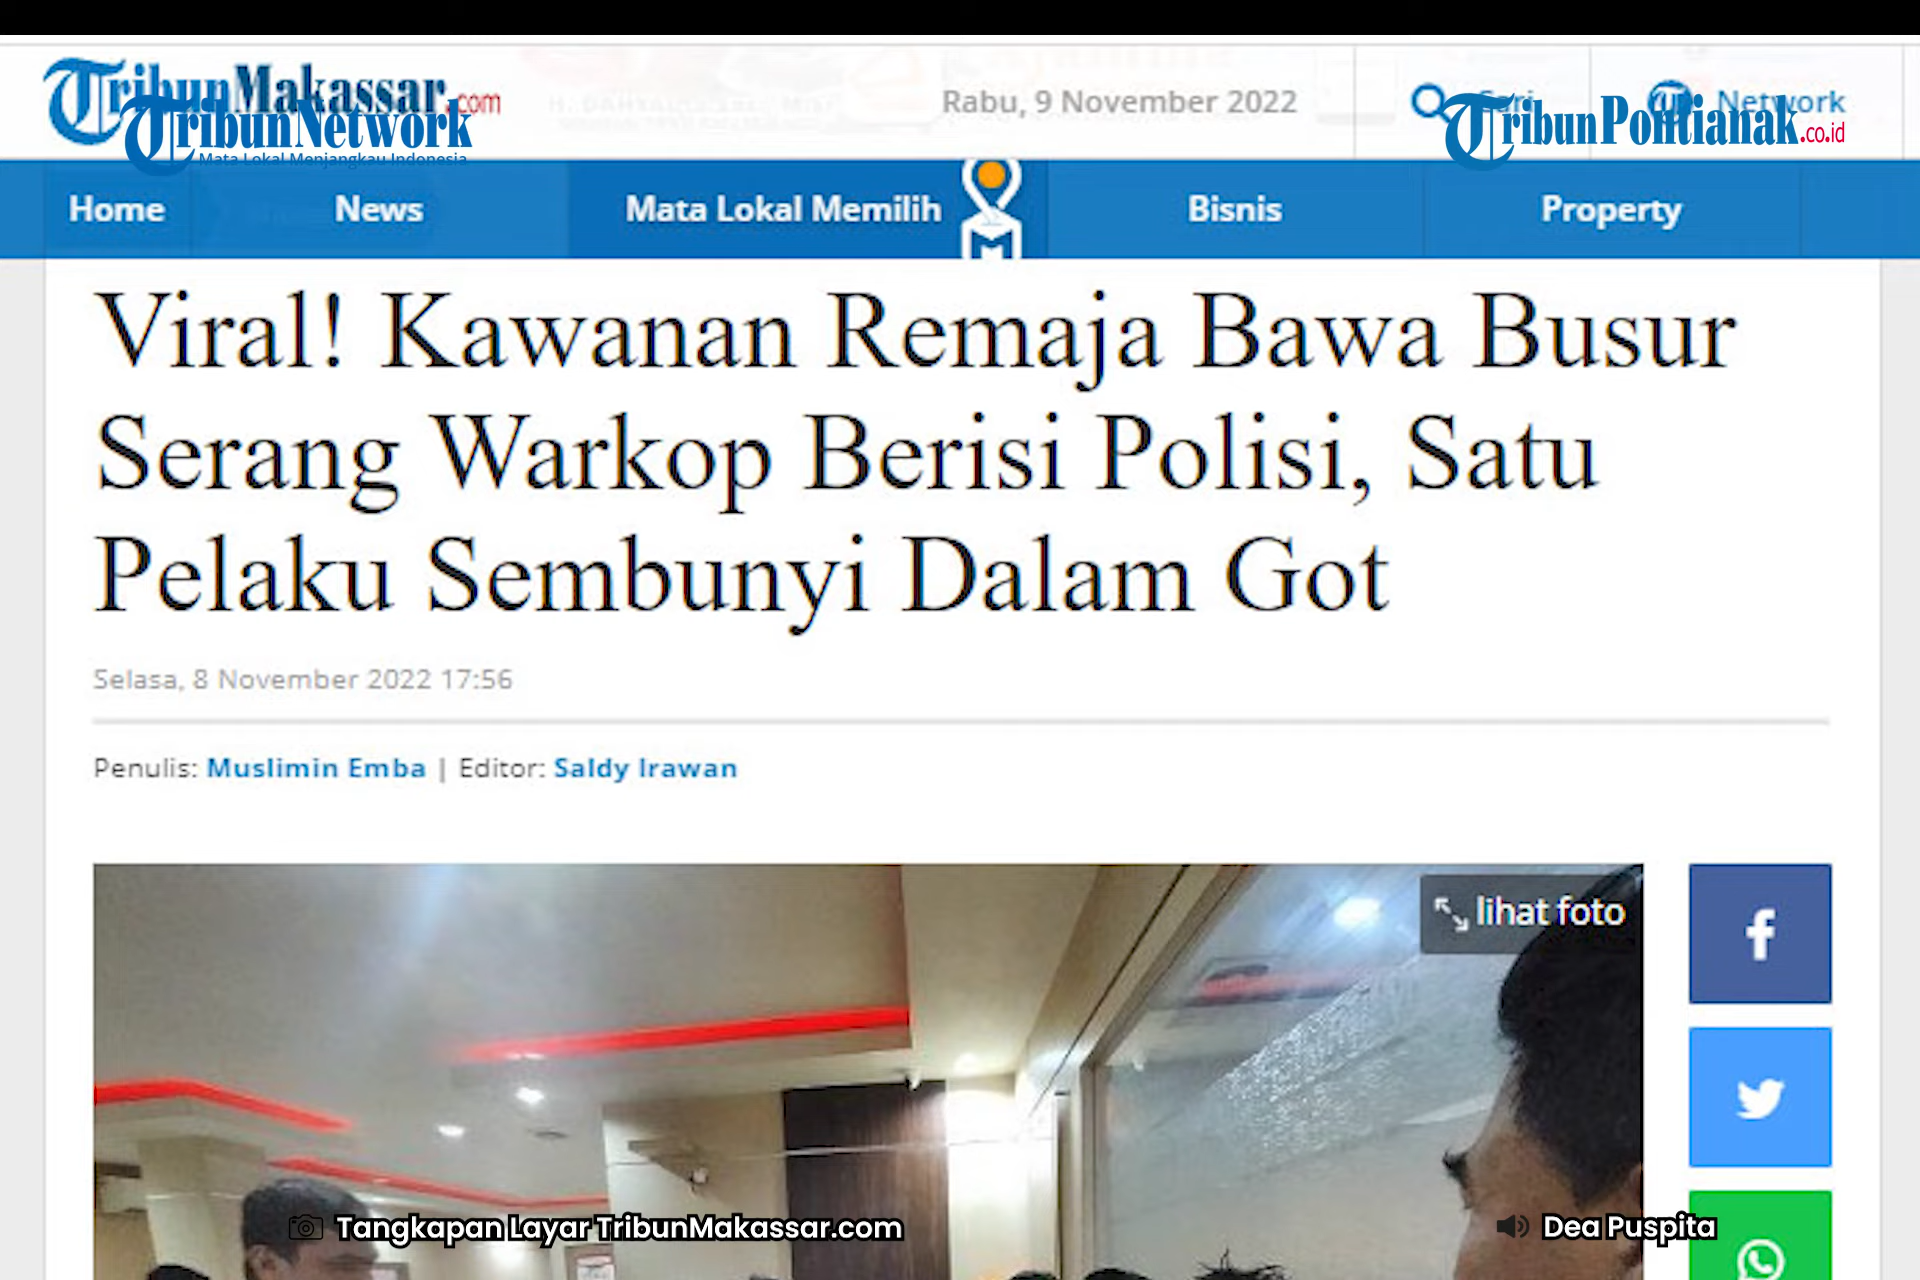 TribunMakassar.com
TribunNetwork
Mata Lokal Menjangkau Indonesia
Rabu, 9 November 2022
Cari
Network
TribunPontianak.co.id
Home
News
Mata Lokal Memilih
Bisnis
Property
Viral! Kawanan Remaja Bawa Busur
Serang Warkop Berisi Polisi, Satu
Pelaku Sembunyi Dalam Got
Selasa, 8 November 2022 17:56
Penulis: Muslimin Emba | Editor: Saldy Irawan
lihat foto
Tangkapan Layar TribunMakassar.com
Dea Puspita